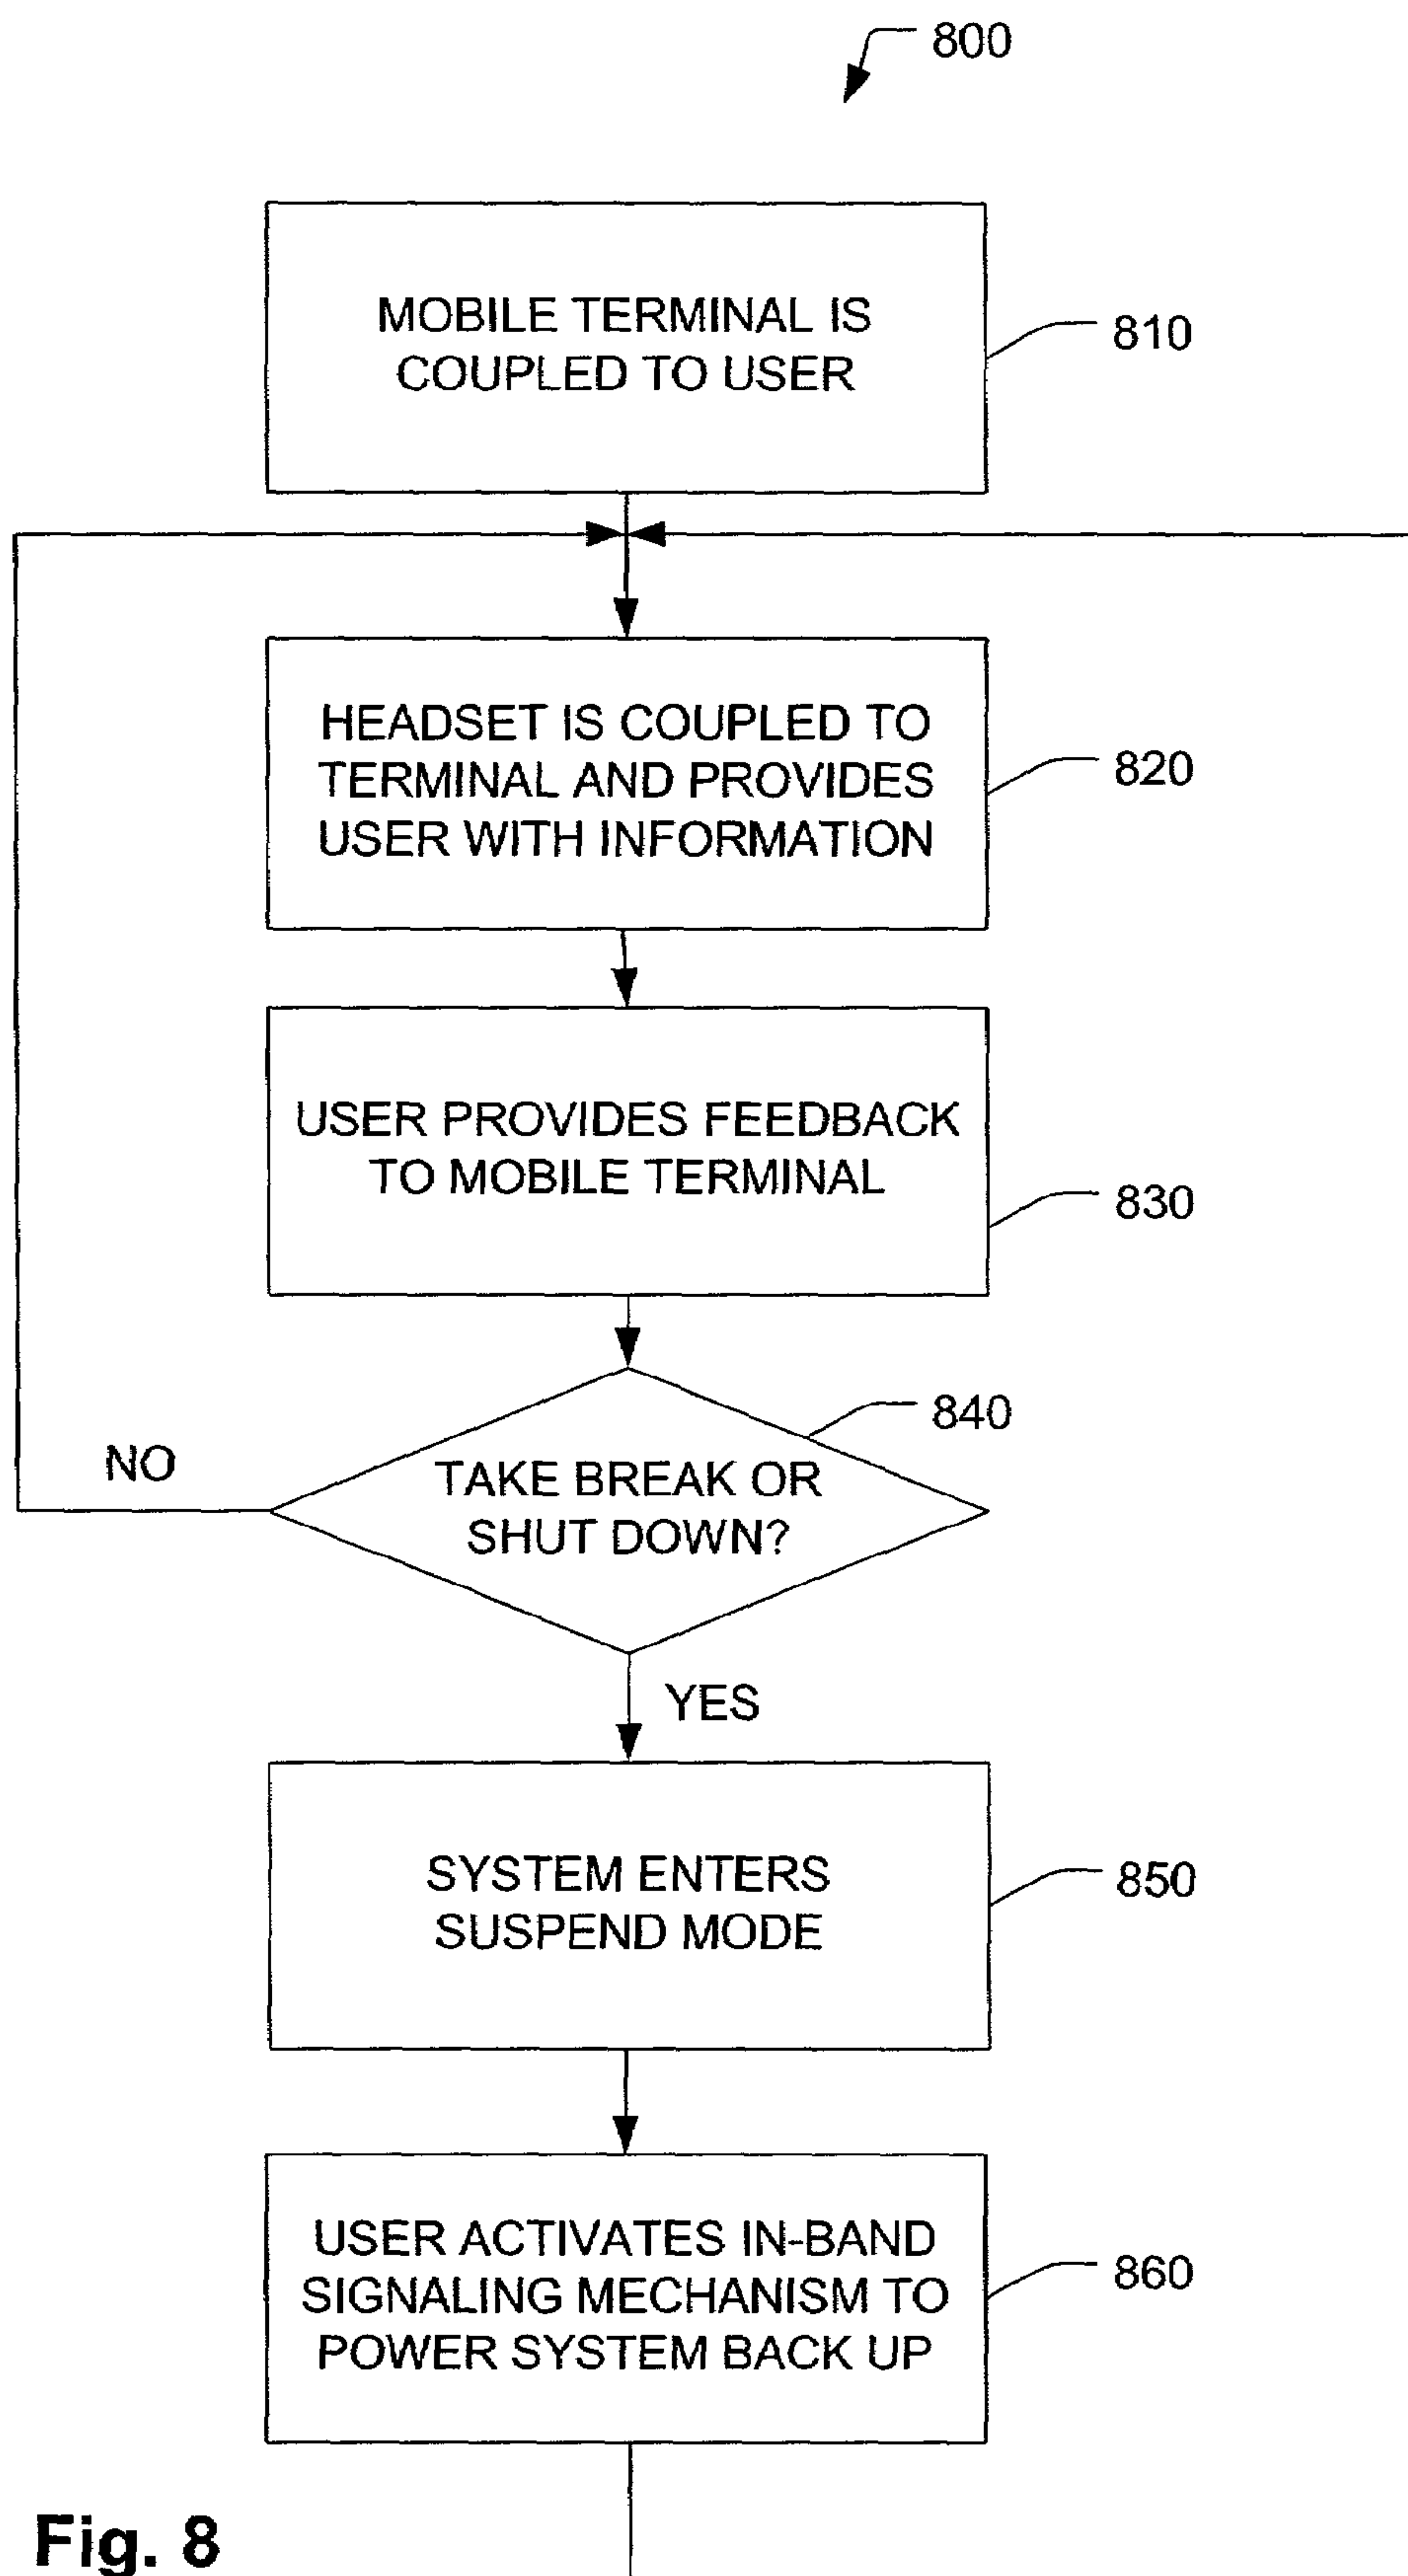 800
MOBILE TERMINAL IS
COUPLED TO USER
810
HEADSET IS COUPLED TO
TERMINAL AND PROVIDES
USER WITH INFORMATION
820
USER PROVIDES FEEDBACK
TO MOBILE TERMINAL
830
840
NO
TAKE BREAK OR
SHUT DOWN?
YES
SYSTEM ENTERS
SUSPEND MODE
850
USER ACTIVATES IN-BAND
SIGNALING MECHANISM TO
POWER SYSTEM BACK UP
860
Fig. 8